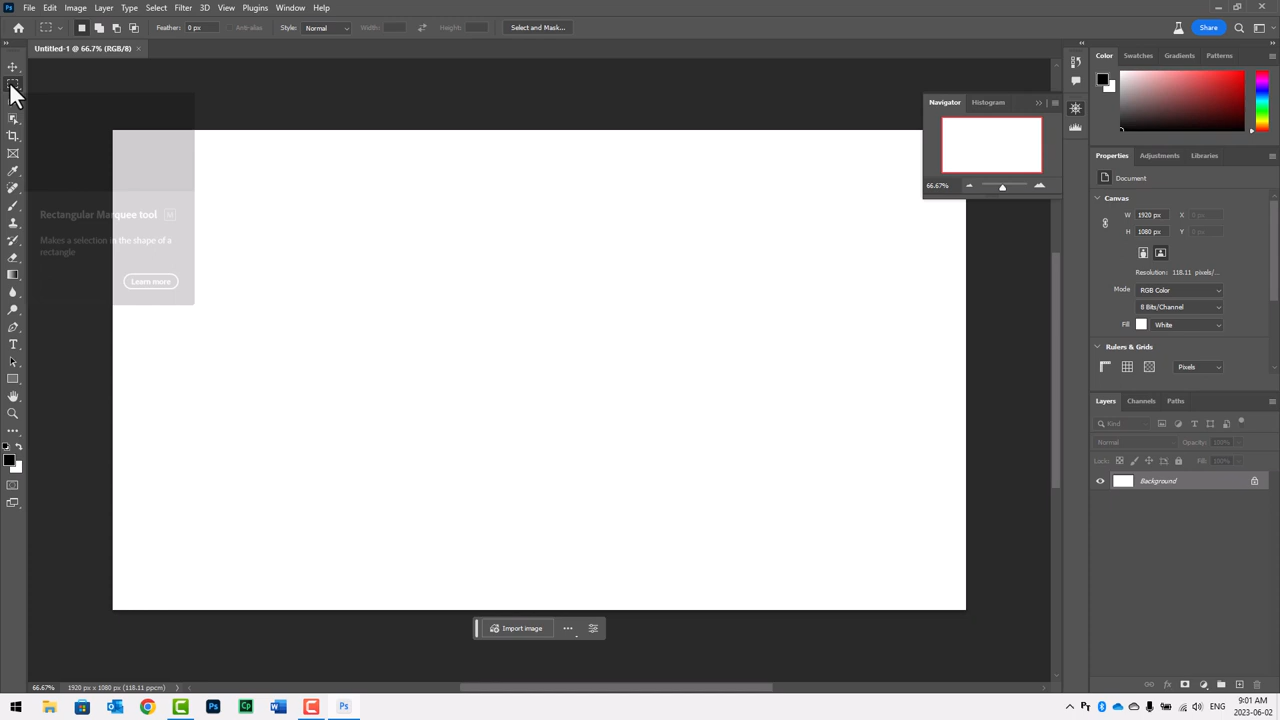 Ps File Edit Image Layer Type Select Filter 3D View Plugins Window Help
Feather: 0 px Anti-alias Style: Normal Width: Height: Select and Mask... Share
Untitled-1 @ 66.7% (RGB/8) ×
Color Swatches Gradients Patterns
Navigator Histogram
66.67%
Properties Adjustments Libraries
Document
Canvas
W 1920 px X 0 px
H 1080 px Y 0 px
Resolution: 118.11 pixels/...
Mode RGB Color
8 Bits/Channel
Fill White
Rulers & Grids
Pixels
Rectangular Marquee tool M
Makes a selection in the shape of a
rectangle
Learn more
Layers Channels Paths
Kind
Normal Opacity: 100%
Lock: Fill: 100%
Background
Import image
66.67% 1920 px x 1080 px (118.11 ppcm)
ENG 9:01 AM
2023-06-02